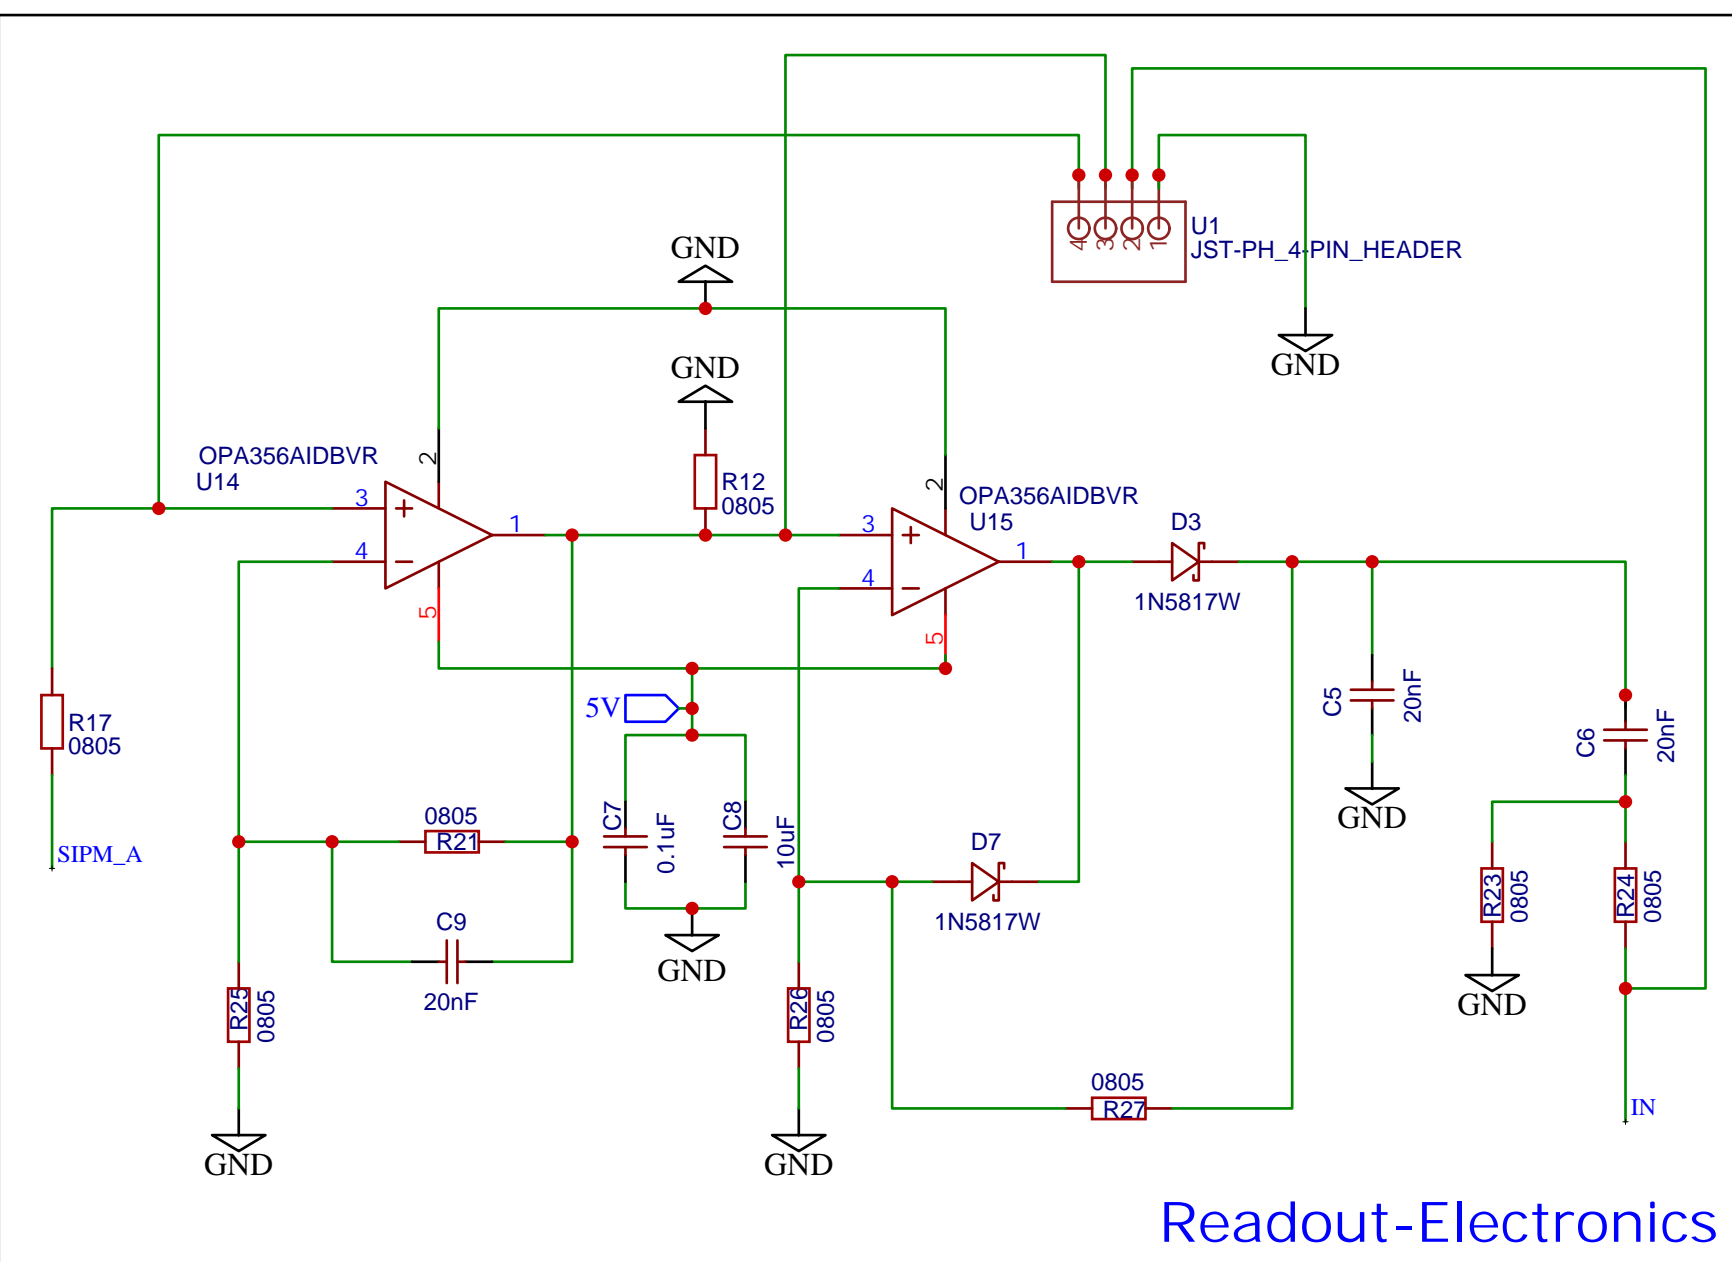 4
3
2
1
U1
JST-PH_4-PIN_HEADER
GND
GND
GND
OPA356AIDBVR
U14
2
3
4
1
5
R12
0805
OPA356AIDBVR
U15
2
3
4
1
5
D3
1N5817W
5V
R17
0805
SIPM_A
C5
20nF
GND
C6
20nF
0805
R21
C7
0.1uF
C8
10uF
D7
1N5817W
C9
20nF
GND
R23
0805
R24
0805
GND
R25
0805
R26
0805
0805
R27
IN
GND
GND
Readout-Electronics